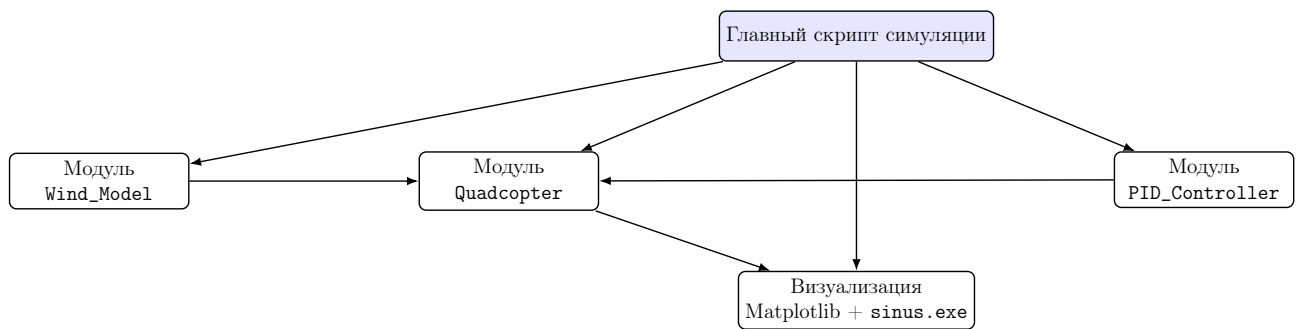 Главный скрипт симуляции
Модуль
Wind_Model
Модуль
Quadcopter
Модуль
PID_Controller
Визуализация
Matplotlib + sinus.exe